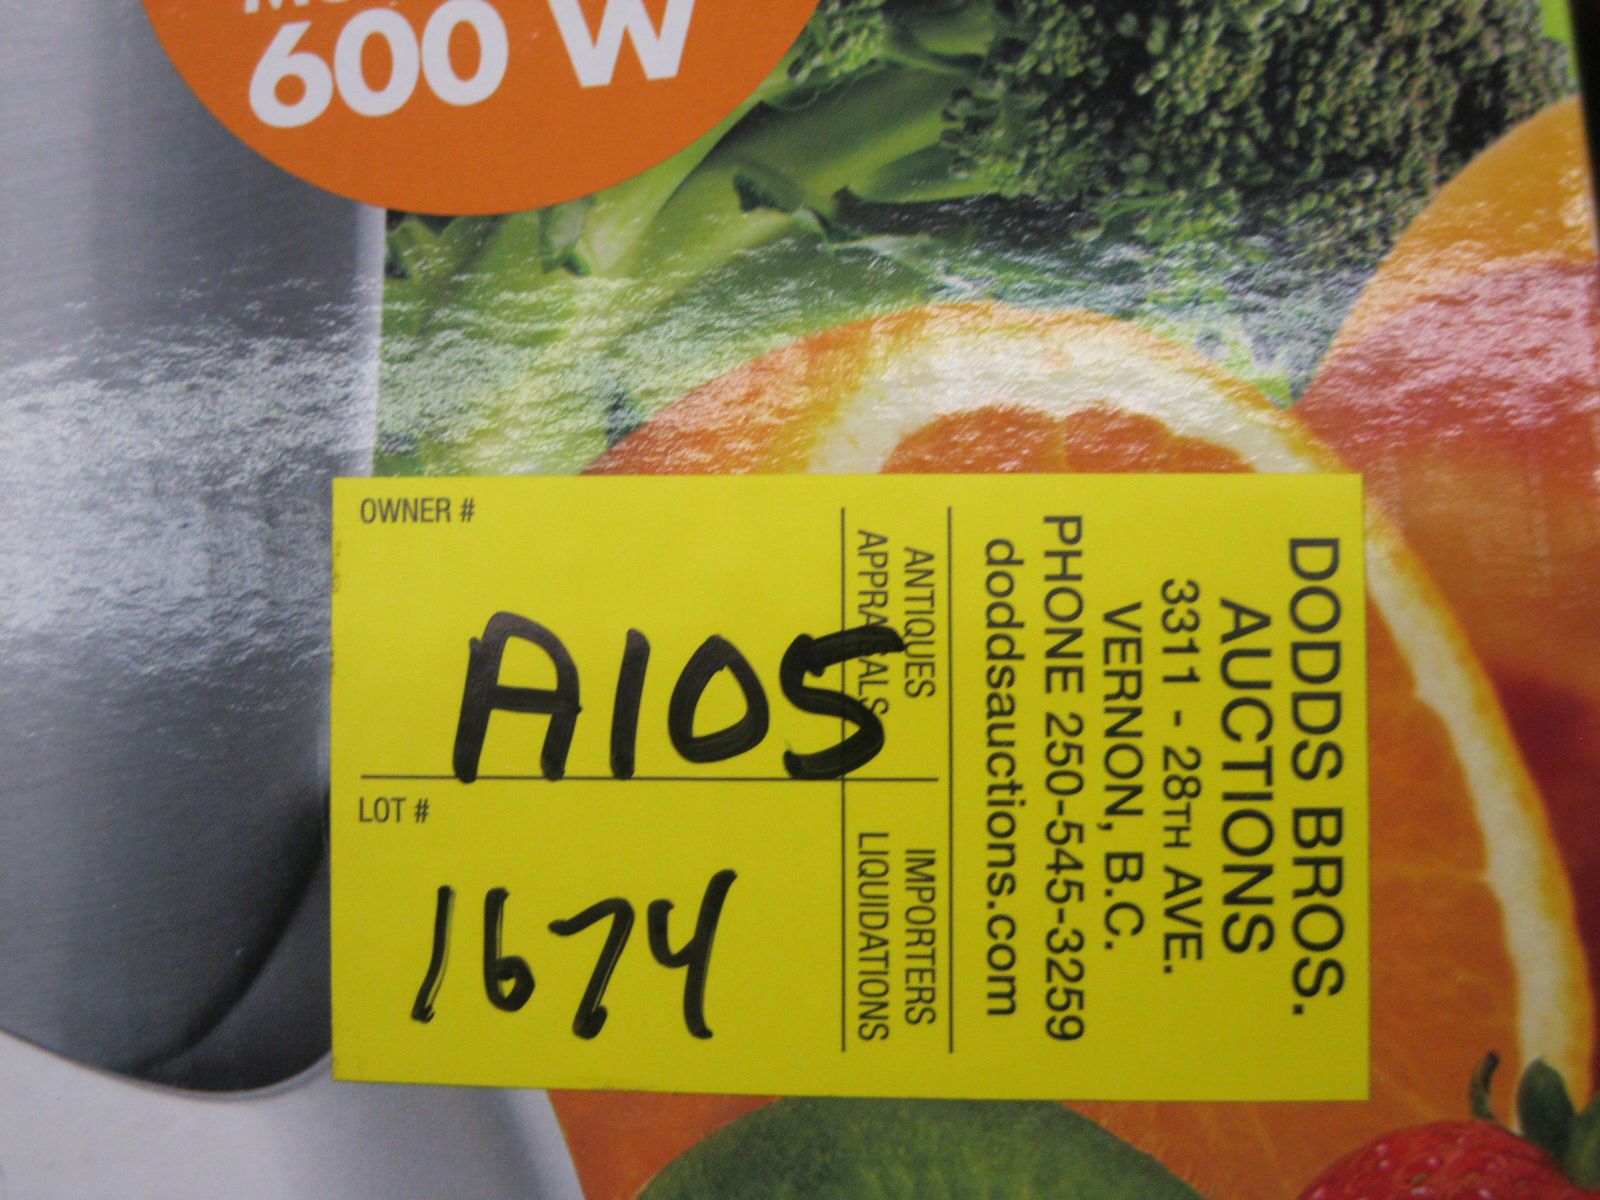 600 W
OWNER #
A105
LOT #
1674
DODDS BROS.
AUCTIONS
3311 - 28TH AVE.
VERNON, B.C.
PHONE 250-545-3259
doddsauctions.com
ANTIQUES
APPRAISALS
IMPORTERS
LIQUIDATIONS